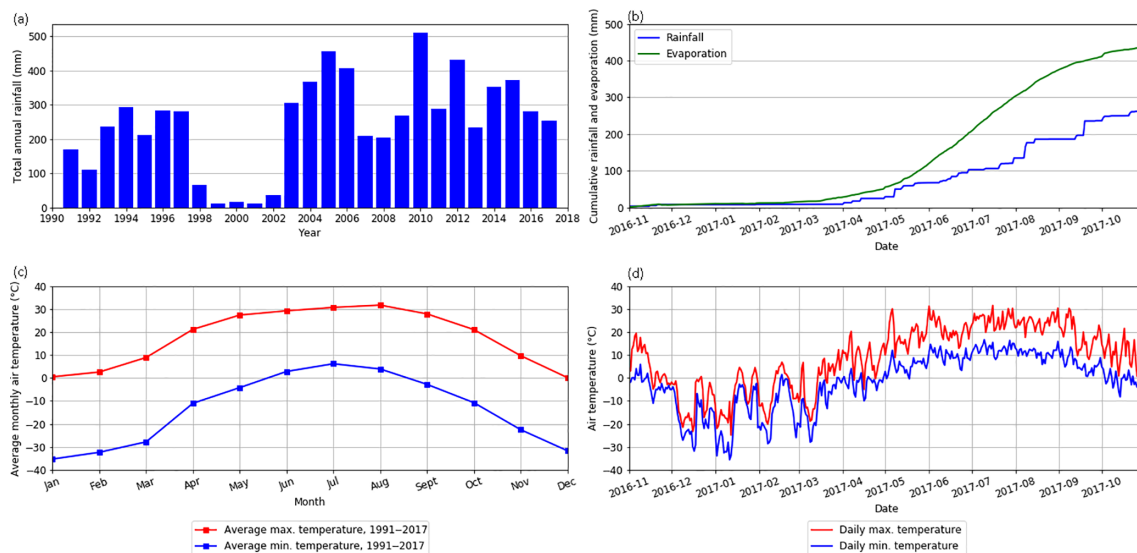 (a)
Total annual rainfall (mm)
500
400
300
200
100
0
1990 1992 1994 1996 1998 2000 2002 2004 2006 2008 2010 2012 2014 2016 2018
Year
(b)
Cumulative rainfall and evaporation (mm)
500
400
300
200
100
0
Rainfall
Evaporation
2016-11 2016-12 2017-01 2017-02 2017-03 2017-04 2017-05 2017-06 2017-07 2017-08 2017-09 2017-10
Date
(c)
Average monthly air temperature (°C)
40
30
20
10
0
−10
−20
−30
−40
Jan Feb Mar Apr May Jun Jul Aug Sept Oct Nov Dec
Month
Average max. temperature, 1991−2017
Average min. temperature, 1991−2017
(d)
Air temperature (°C)
40
30
20
10
0
−10
−20
−30
−40
2016-11 2016-12 2017-01 2017-02 2017-03 2017-04 2017-05 2017-06 2017-07 2017-08 2017-09 2017-10
Date
Daily max. temperature
Daily min. temperature